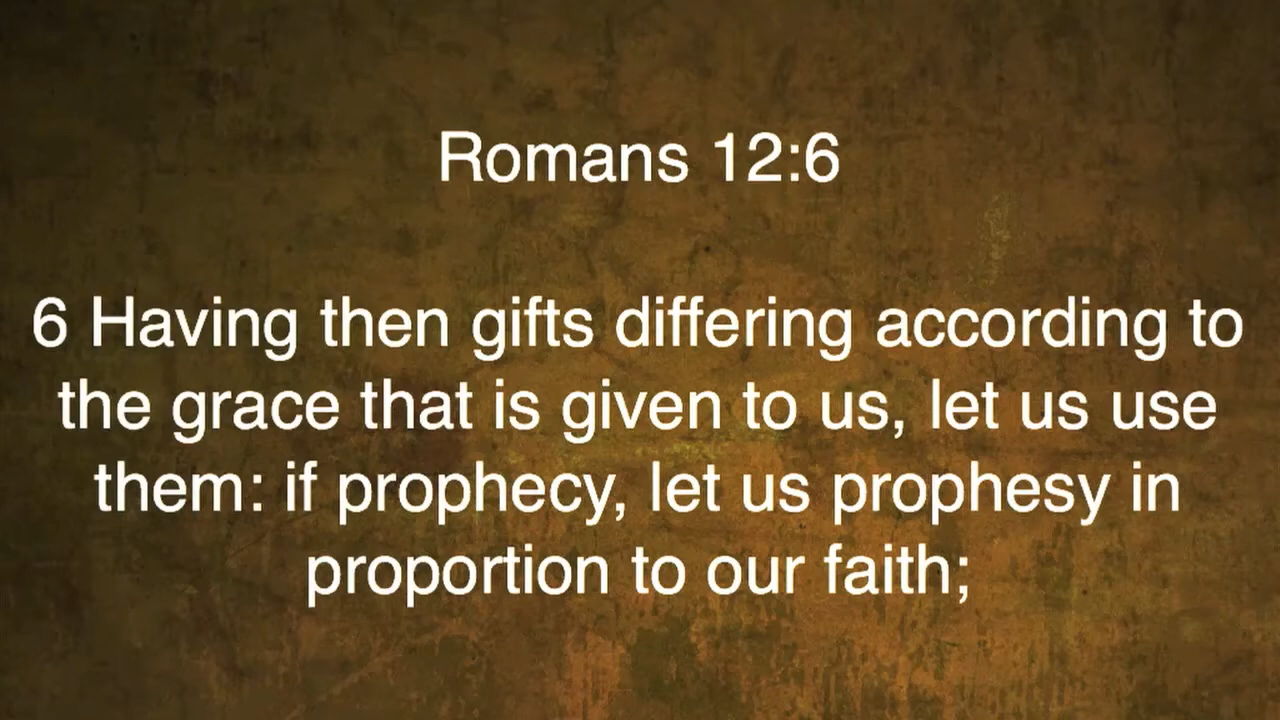 Romans 12:6
6 Having then gifts differing according to
the grace that is given to us, let us use
them: if prophecy, let us prophesy in
proportion to our faith;